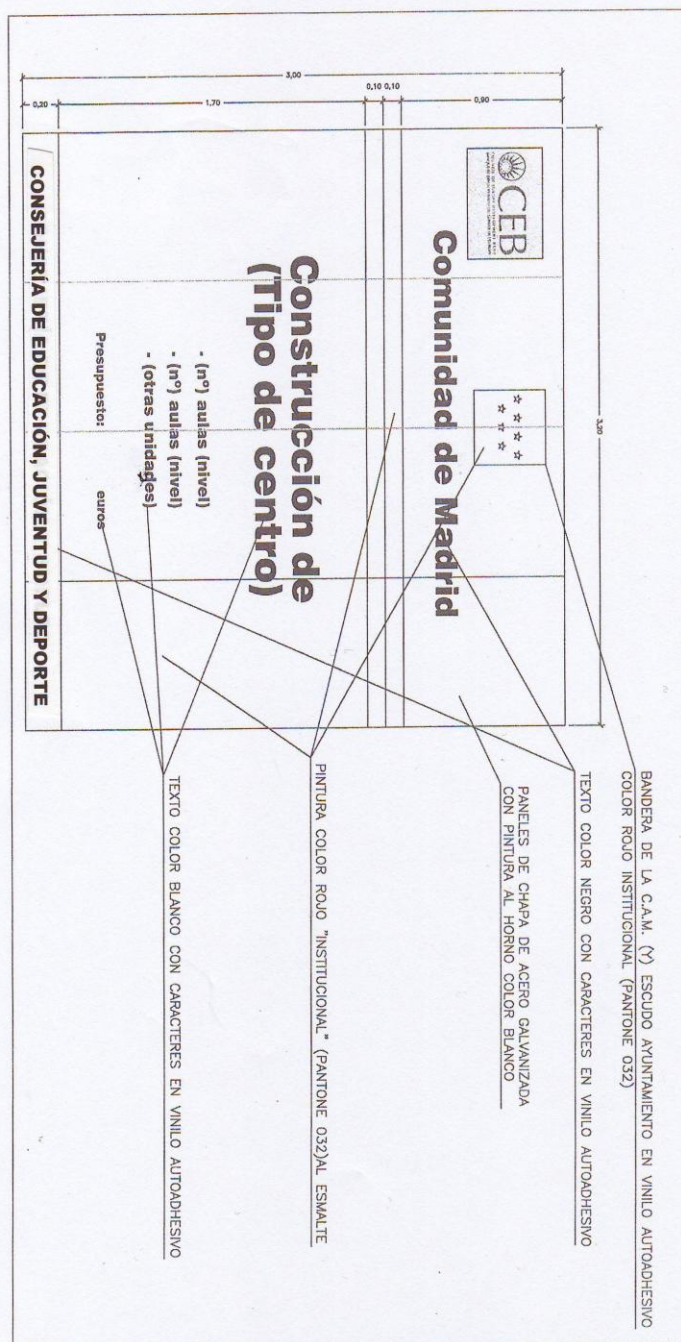 3,20
3,00
0,90
0,10
0,10
1,70
0,20
CEB
Comunidad de Madrid
Construcción de
(Tipo de centro)
- (nº) aulas (nivel)
- (nº) aulas (nivel)
- (otras unidades)
Presupuesto: euros
CONSEJERÍA DE EDUCACIÓN, JUVENTUD Y DEPORTE
BANDERA DE LA C.A.M. (Y) ESCUDO AYUNTAMIENTO EN VINILO AUTOADHESIVO
COLOR ROJO INSTITUCIONAL (PANTONE 032)
TEXTO COLOR NEGRO CON CARACTERES EN VINILO AUTOADHESIVO
PANELES DE CHAPA DE ACERO GALVANIZADA
CON PINTURA AL HORNO COLOR BLANCO
PINTURA COLOR ROJO "INSTITUCIONAL" (PANTONE 032)AL ESMALTE
TEXTO COLOR BLANCO CON CARACTERES EN VINILO AUTOADHESIVO